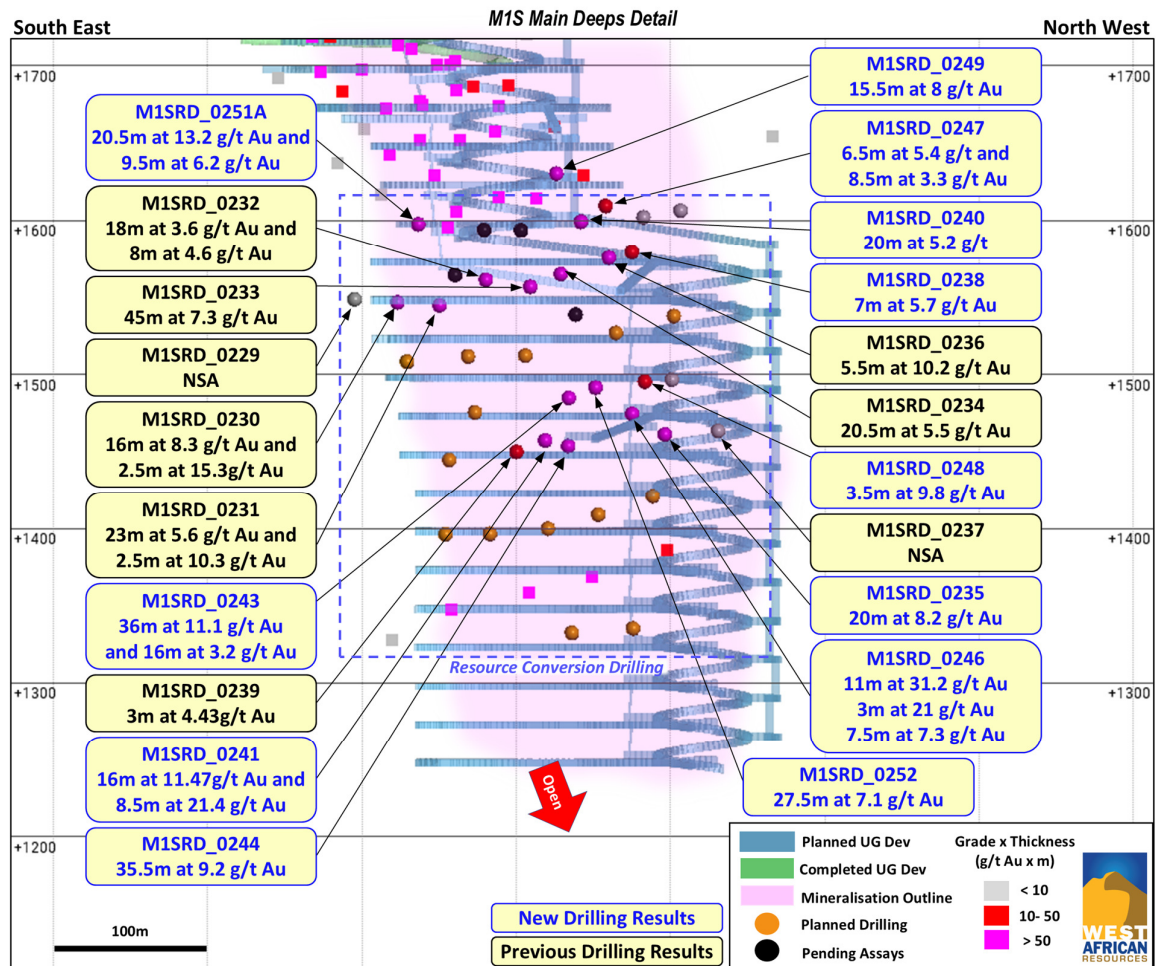 M1S Main Deeps Detail
South East
North West
+1700
+1700
+1600
+1600
+1500
+1500
+1400
+1400
+1300
+1300
+1200
M1SRD_0251A
20.5m at 13.2 g/t Au and
9.5m at 6.2 g/t Au
M1SRD_0232
18m at 3.6 g/t Au and
8m at 4.6 g/t Au
M1SRD_0233
45m at 7.3 g/t Au
M1SRD_0229
NSA
M1SRD_0230
16m at 8.3 g/t Au and
2.5m at 15.3g/t Au
M1SRD_0231
23m at 5.6 g/t Au and
2.5m at 10.3 g/t Au
M1SRD_0243
36m at 11.1 g/t Au
and 16m at 3.2 g/t Au
M1SRD_0239
3m at 4.43g/t Au
M1SRD_0241
16m at 11.47g/t Au and
8.5m at 21.4 g/t Au
M1SRD_0244
35.5m at 9.2 g/t Au
M1SRD_0249
15.5m at 8 g/t Au
M1SRD_0247
6.5m at 5.4 g/t and
8.5m at 3.3 g/t Au
M1SRD_0240
20m at 5.2 g/t
M1SRD_0238
7m at 5.7 g/t Au
M1SRD_0236
5.5m at 10.2 g/t Au
M1SRD_0234
20.5m at 5.5 g/t Au
M1SRD_0248
3.5m at 9.8 g/t Au
M1SRD_0237
NSA
M1SRD_0235
20m at 8.2 g/t Au
M1SRD_0246
11m at 31.2 g/t Au
3m at 21 g/t Au
7.5m at 7.3 g/t Au
M1SRD_0252
27.5m at 7.1 g/t Au
Resource Conversion Drilling
Open
100m
New Drilling Results
Previous Drilling Results
Planned UG Dev
Completed UG Dev
Mineralisation Outline
Planned Drilling
Pending Assays
Grade x Thickness
(g/t Au x m)
< 10
10- 50
> 50
WEST
AFRICAN
RESOURCES